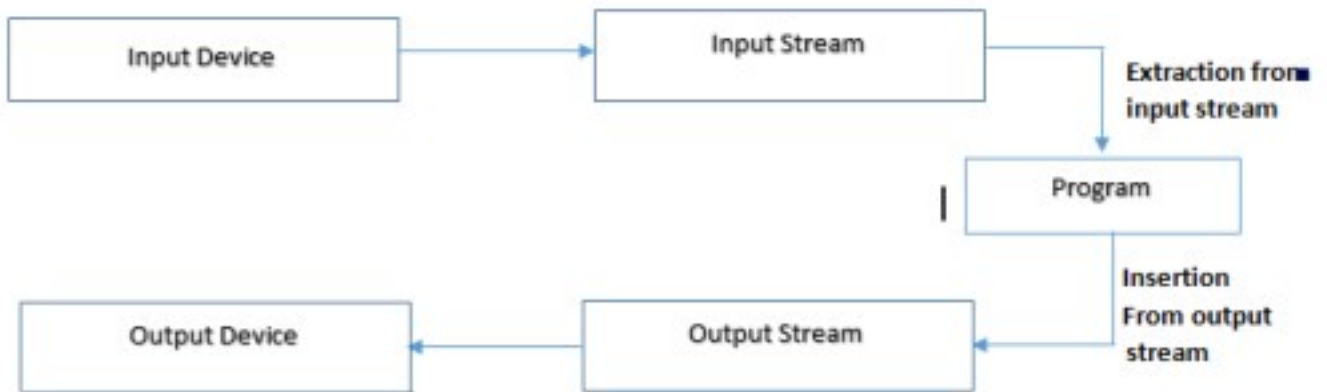 Input Device
Input Stream
Extraction from
input stream
Program
Insertion
From output
stream
Output Stream
Output Device